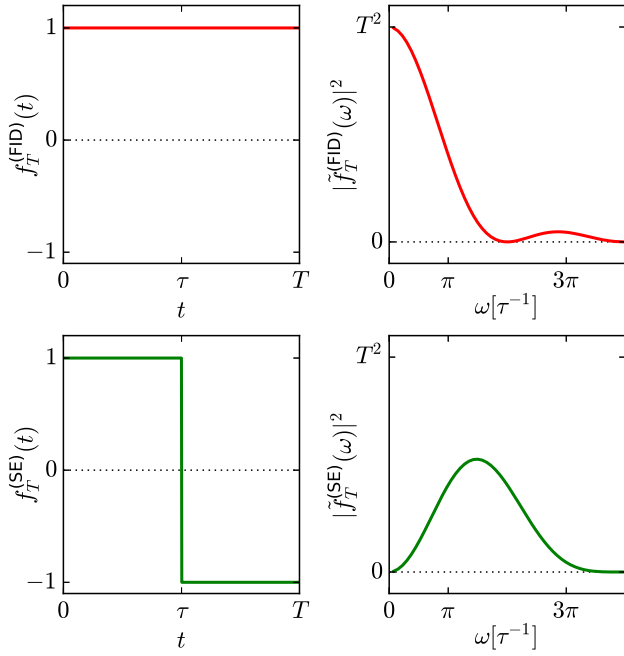 1
0
−1
f_T^(FID)(t)
0 τ T
t
T²
0
|f̃_T^(FID)(ω)|²
0 π 3π
ω[τ⁻¹]
1
0
−1
f_T^(SE)(t)
0 τ T
t
T²
0
|f̃_T^(SE)(ω)|²
0 π 3π
ω[τ⁻¹]